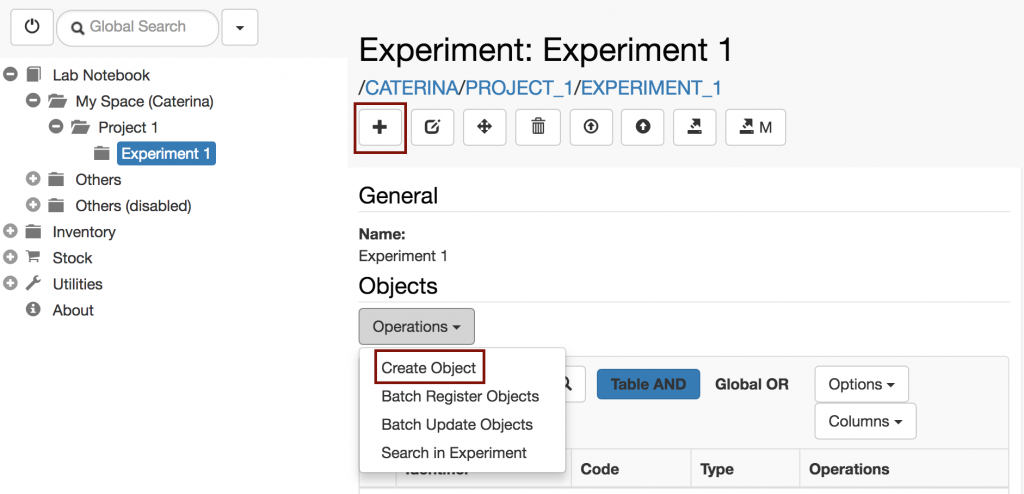 Global Search
Lab Notebook
My Space (Caterina)
Project 1
Experiment 1
Others
Others (disabled)
Inventory
Stock
Utilities
About
Experiment: Experiment 1
/CATERINA/PROJECT_1/EXPERIMENT_1
M
General
Name:
Experiment 1
Objects
Operations
Create Object
Batch Register Objects
Batch Update Objects
Search in Experiment
Table AND Global OR Options
Columns
Identifier Code Type Operations